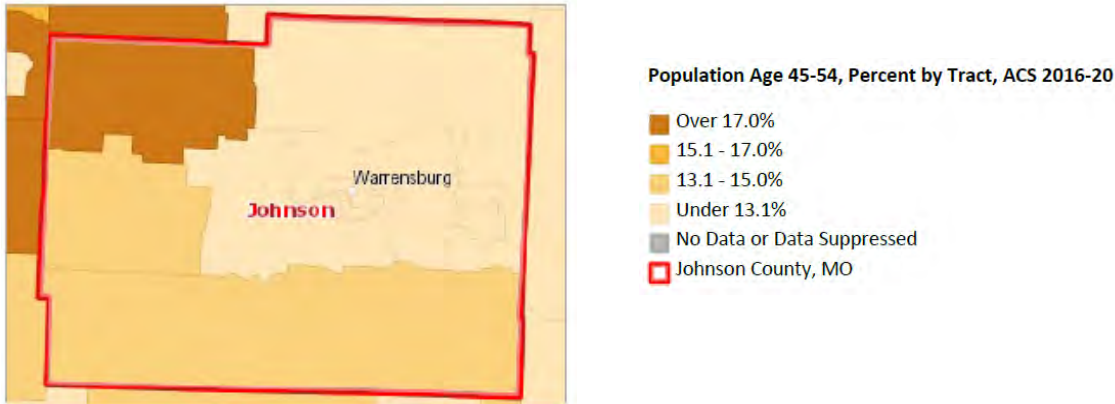 Population Age 45-54, Percent by Tract, ACS 2016-20
Over 17.0%
15.1 - 17.0%
13.1 - 15.0%
Under 13.1%
No Data or Data Suppressed
Johnson County, MO
Warrensburg
Johnson